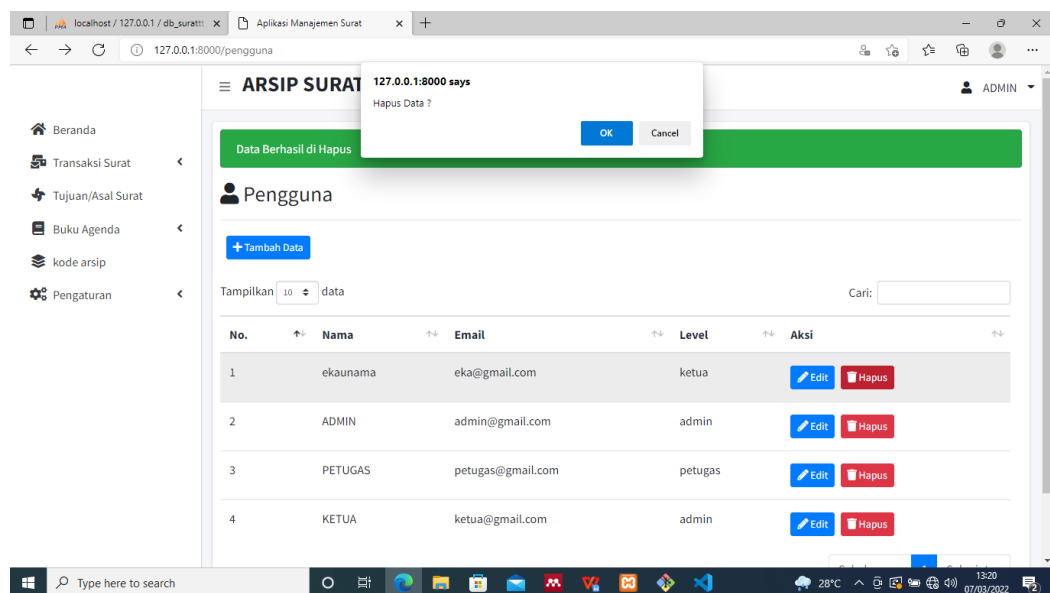 localhost / 127.0.0.1 / db_suratt
Aplikasi Manajemen Surat
127.0.0.1:8000/pengguna
ARSIP SURAT
ADMIN
127.0.0.1:8000 says
Hapus Data ?
OK Cancel
Beranda
Transaksi Surat
Tujuan/Asal Surat
Buku Agenda
kode arsip
Pengaturan
Data Berhasil di Hapus
Pengguna
Tambah Data
Tampilkan 10 data
Cari:
No. Nama Email Level Aksi
1 ekaunama eka@gmail.com ketua Edit Hapus
2 ADMIN admin@gmail.com admin Edit Hapus
3 PETUGAS petugas@gmail.com petugas Edit Hapus
4 KETUA ketua@gmail.com admin Edit Hapus
Type here to search
28°C
13:20
07/03/2022
2